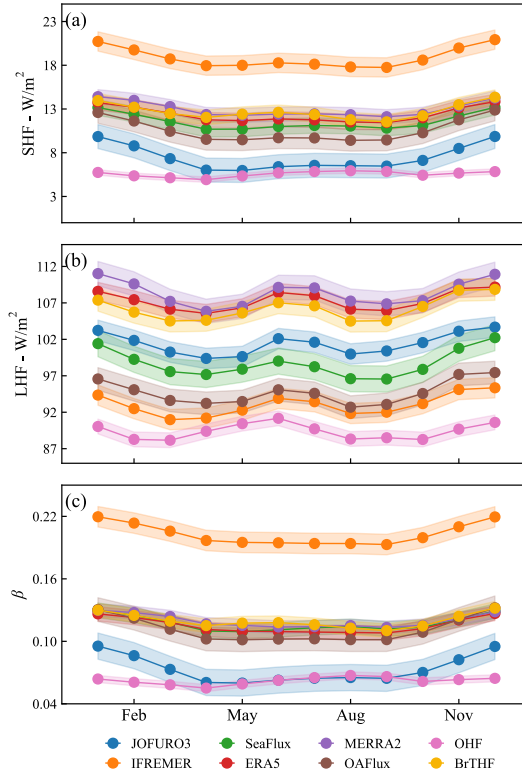 (a)
23
18
13
8
3
SHF - W/m²
(b)
112
107
102
97
92
87
LHF - W/m²
(c)
0.22
0.16
0.10
0.04
β
Feb May Aug Nov
JOFURO3 SeaFlux MERRA2 OHF
IFREMER ERA5 OAFlux BrTHF